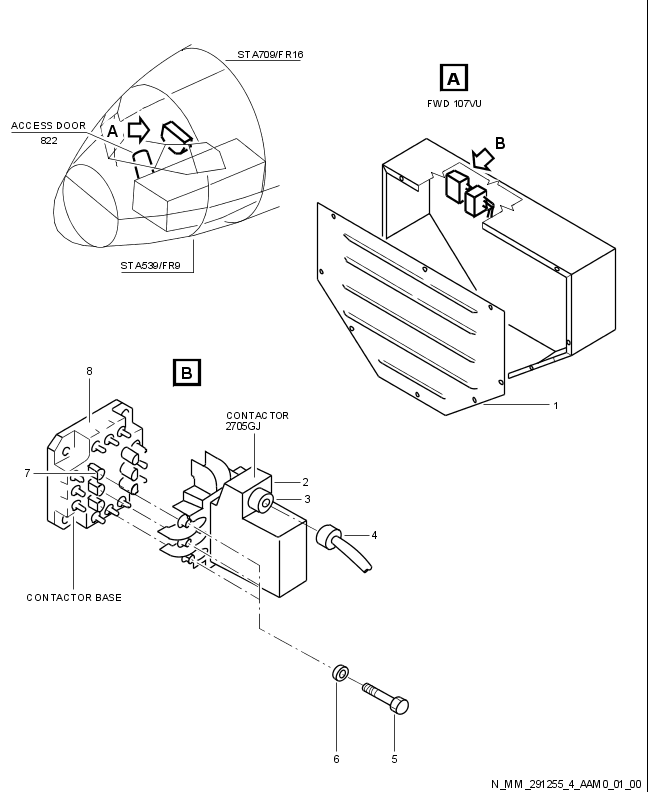 STA709/FR16
A
FWD 107VU
ACCESS DOOR
822
A
B
STA539/FR9
1
B
8
CONTACTOR
2705GJ
7
2
3
4
CONTACTOR BASE
6
5
N_MM_291255_4_AAM0_01_00